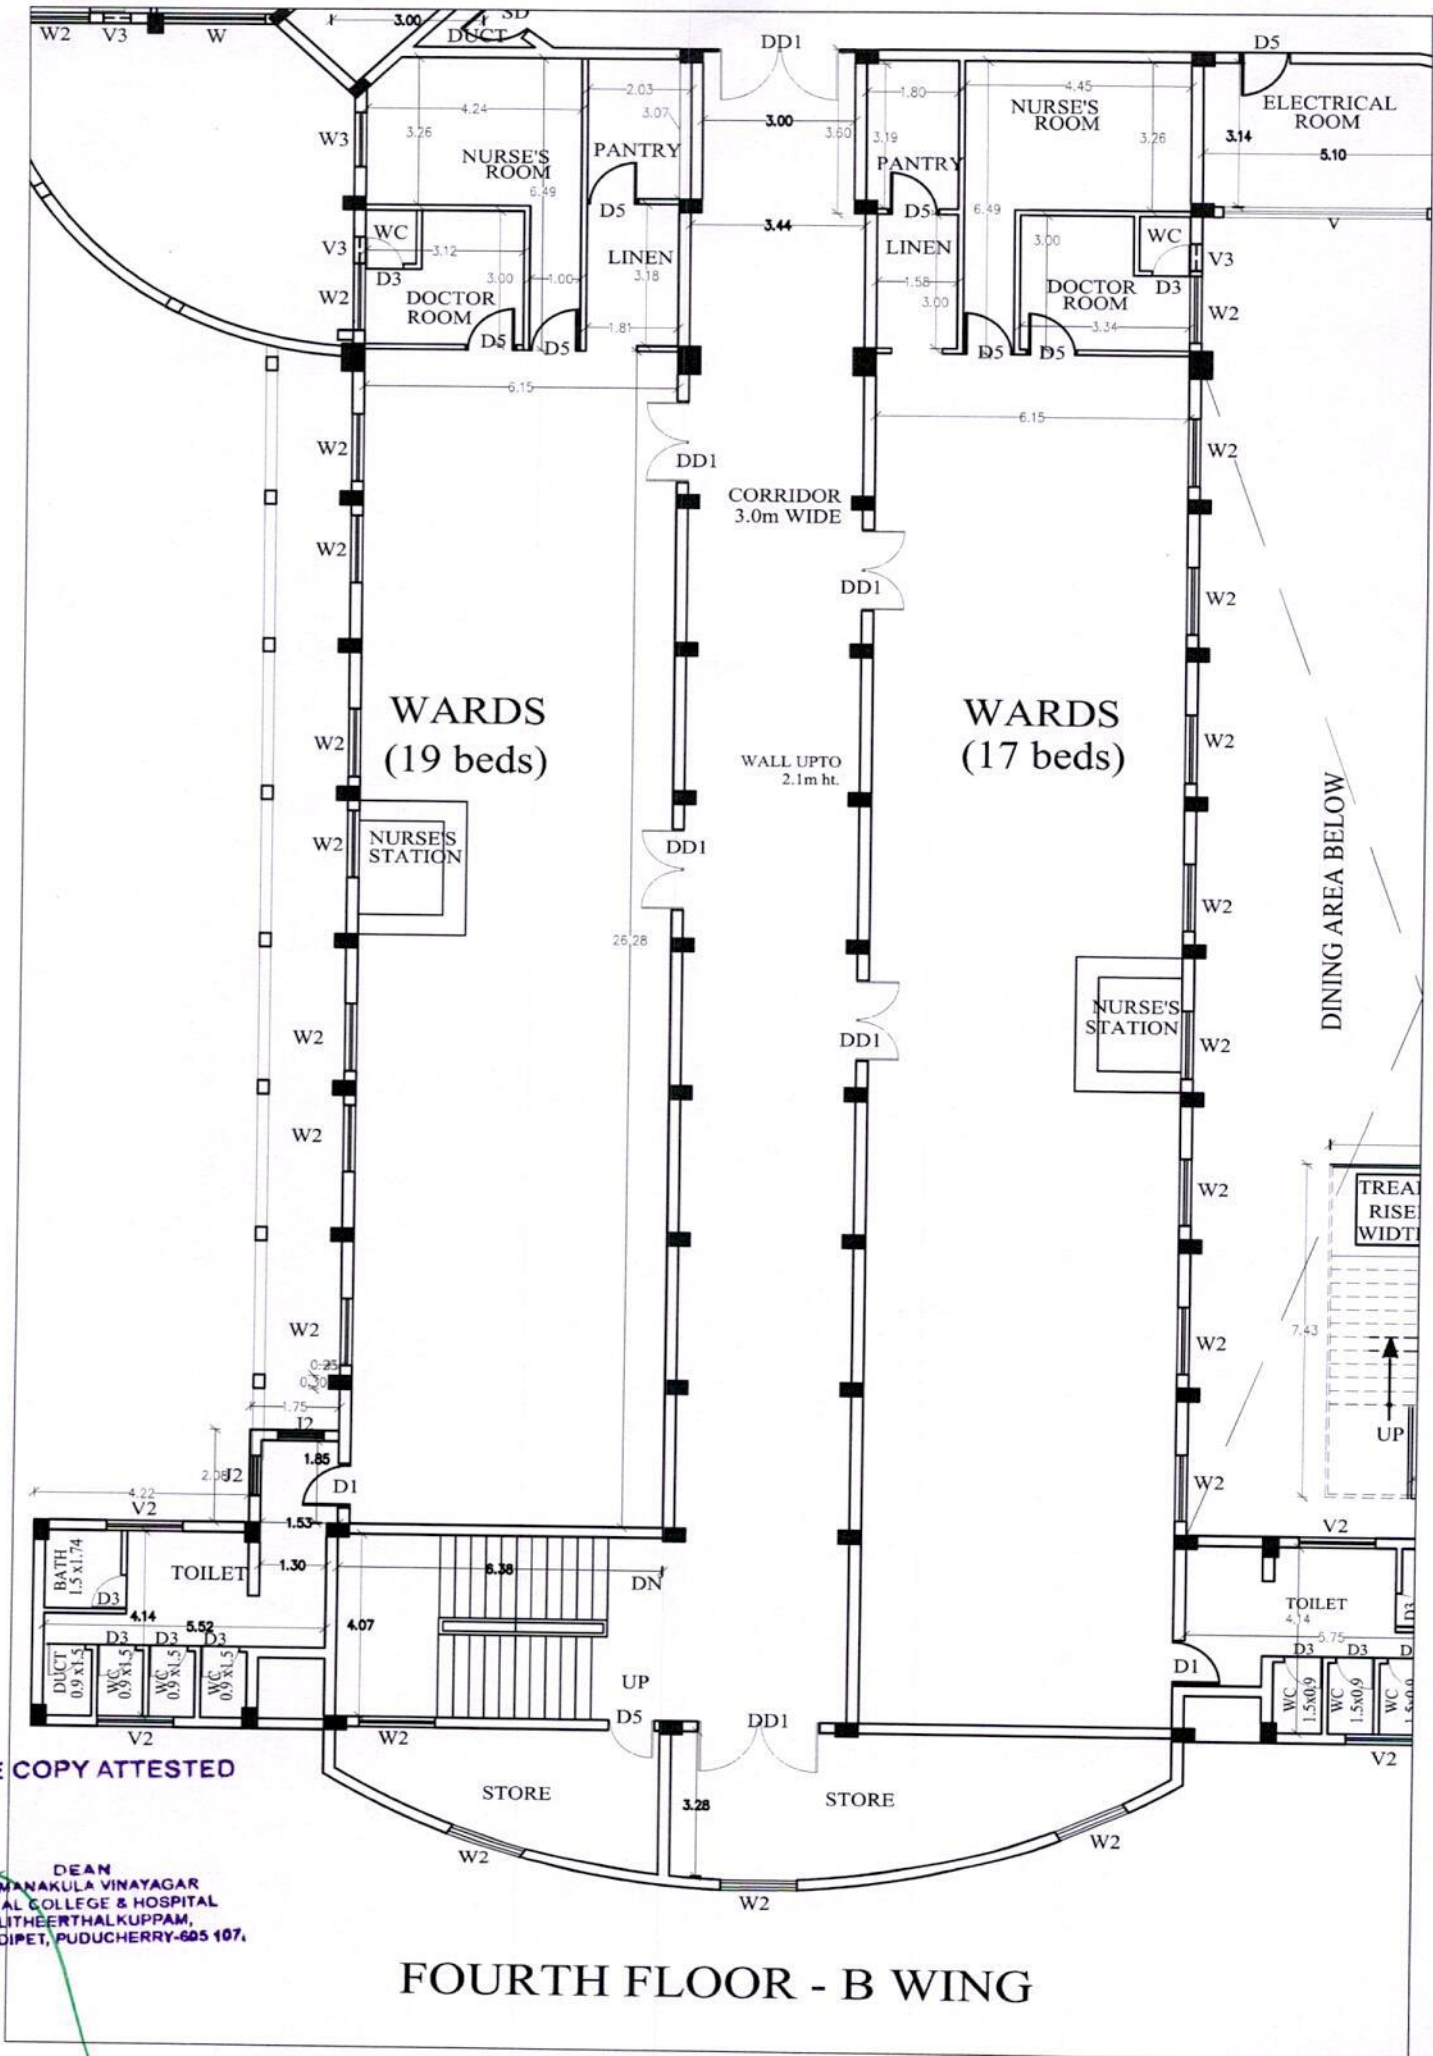 W2
V3
W
3.00
SD
DUCT
DD1
D5
4.24
3.26
W3
NURSE'S
ROOM
6.49
2.03
3.07
PANTRY
D5
3.00
3.60
1.80
3.19
PANTRY
D5
4.45
NURSE'S
ROOM
3.26
6.49
ELECTRICAL
ROOM
3.14
5.10
V
WC
V3
D3
3.12
3.00
1.00
W2
DOCTOR
ROOM
D5
D5
LINEN
3.18
1.81
3.44
LINEN
1.58
3.00
3.00
WC
D3
V3
DOCTOR
ROOM
3.34
W2
D5
D5
6.15
6.15
W2
DD1
W2
CORRIDOR
3.0m WIDE
W2
DD1
W2
WARDS
(19 beds)
WARDS
(17 beds)
W2
W2
WALL UPTO
2.1m ht.
DINING AREA BELOW
W2
NURSE'S
STATION
DD1
W2
26.28
W2
NURSE'S
STATION
DD1
W2
W2
W2
TREA
RISE
WIDT
W2
7.43
W2
0.25
0.30
1.75
J2
UP
2.08
J2
1.85
D1
W2
4.22
V2
1.53
V2
BATH
1.5 x1.74
D3
TOILET
1.30
6.38
DN
4.14
5.52
4.07
TOILET
4.14
5.75
D3
D3
D3
D3
D3
D3
D
DUCT
0.9 x1.5
WC
0.9 x1.5
WC
0.9 x1.5
WC
0.9 x1.5
UP
D1
WC
1.5x0.9
WC
1.5x0.9
WC
V2
W2
D5
DD1
V2
COPY ATTESTED
STORE
3.28
STORE
W2
W2
W2
DEAN
MANAKULA VINAYAGAR
AL COLLEGE & HOSPITAL
LITHEERTHALKUPPAM,
DIPET, PUDUCHERRY-605 107.
FOURTH FLOOR - B WING